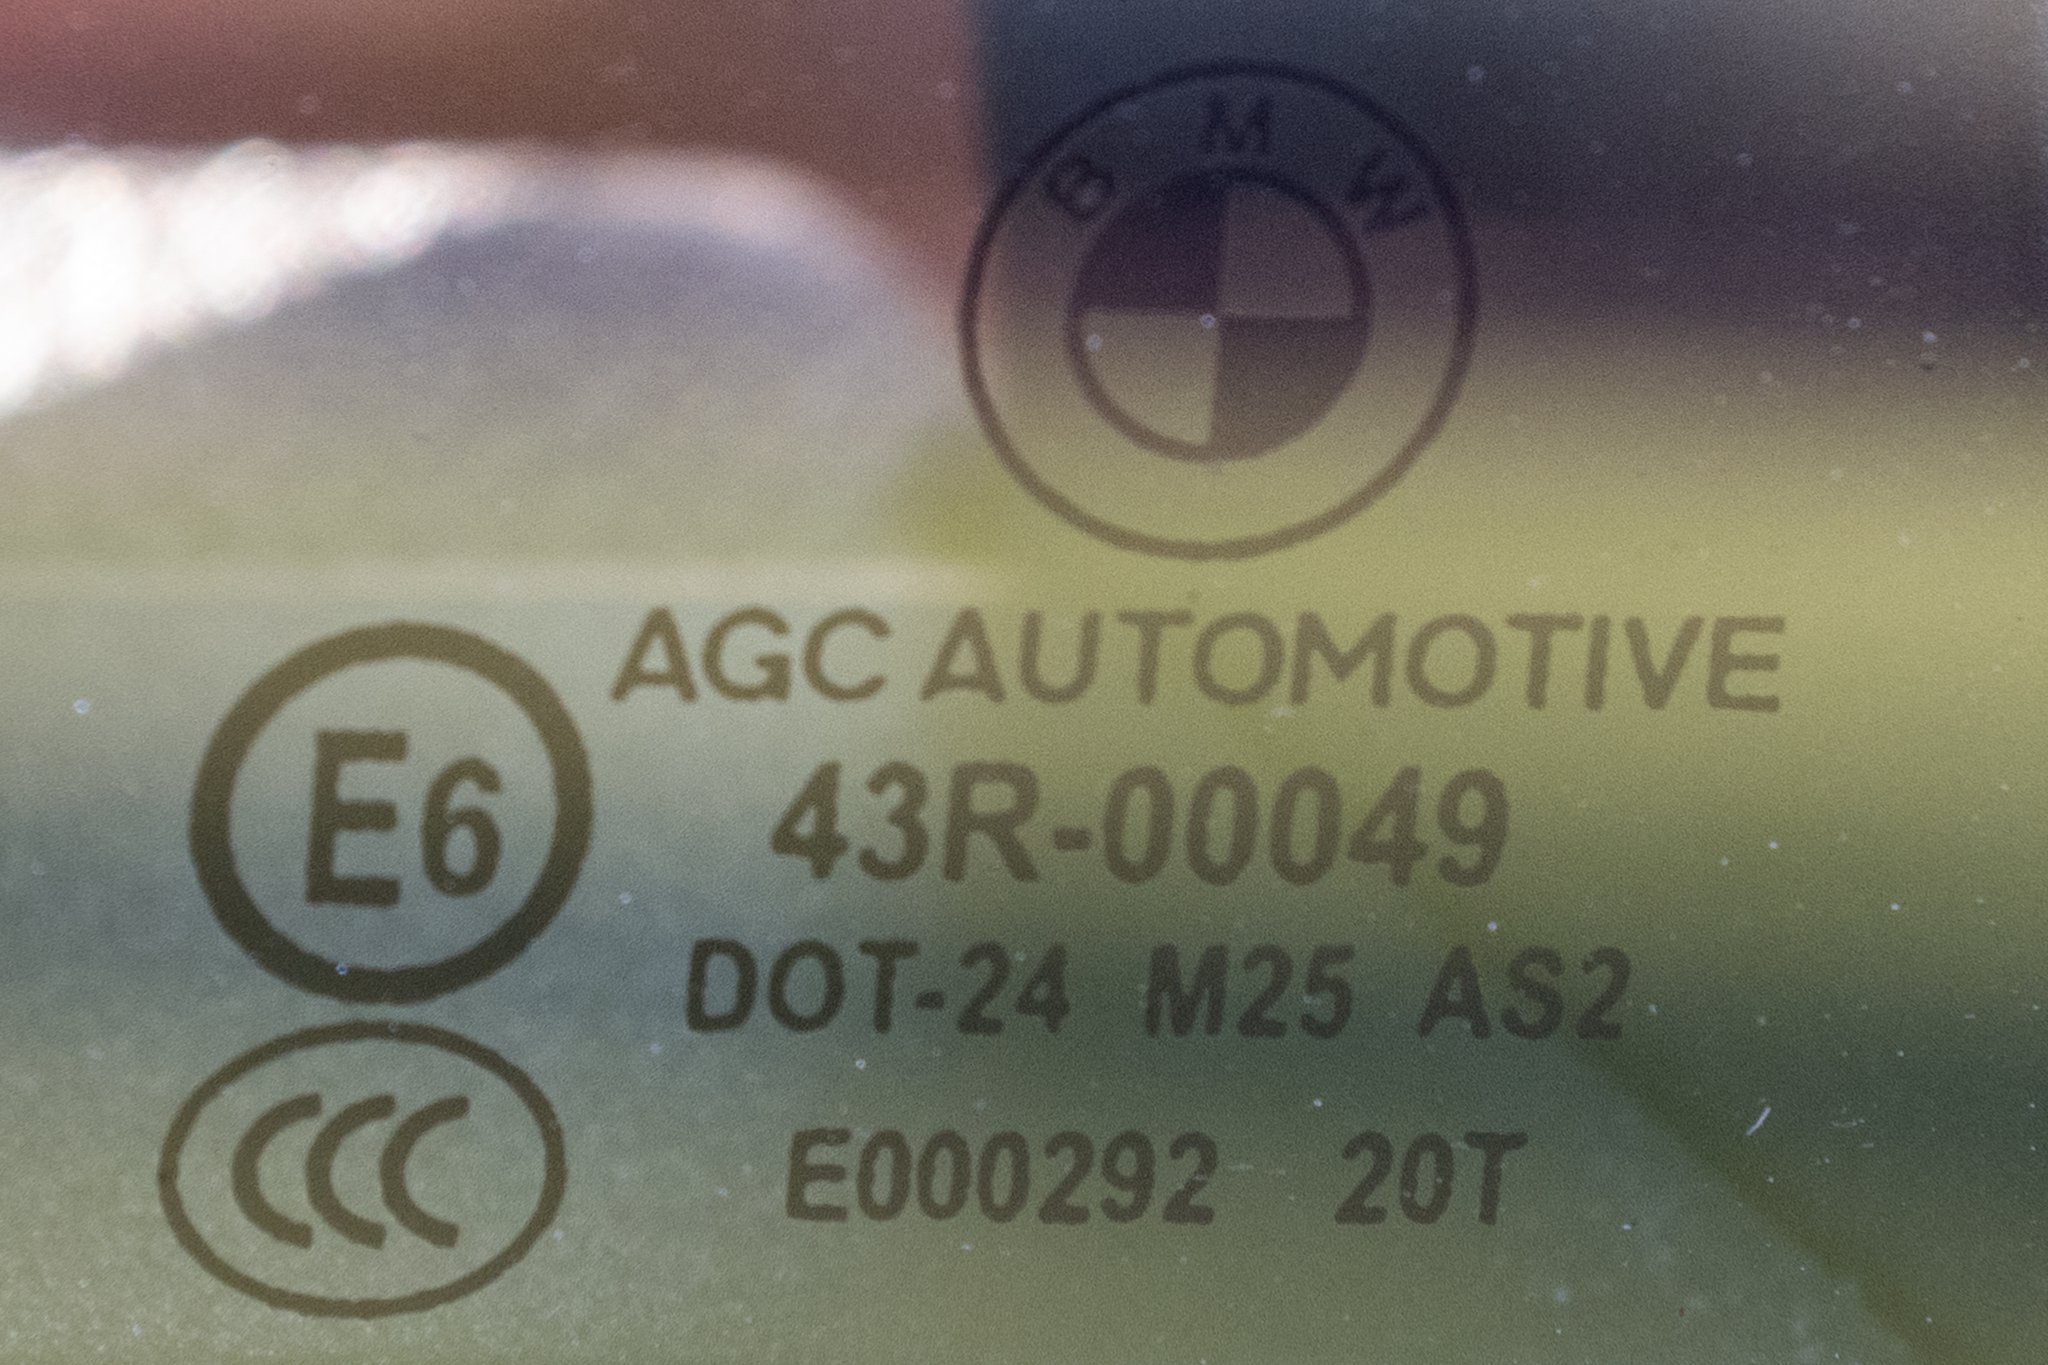 BMW
AGC AUTOMOTIVE
E6 43R-00049
DOT-24 M25 AS2
CCC
E000292 20T